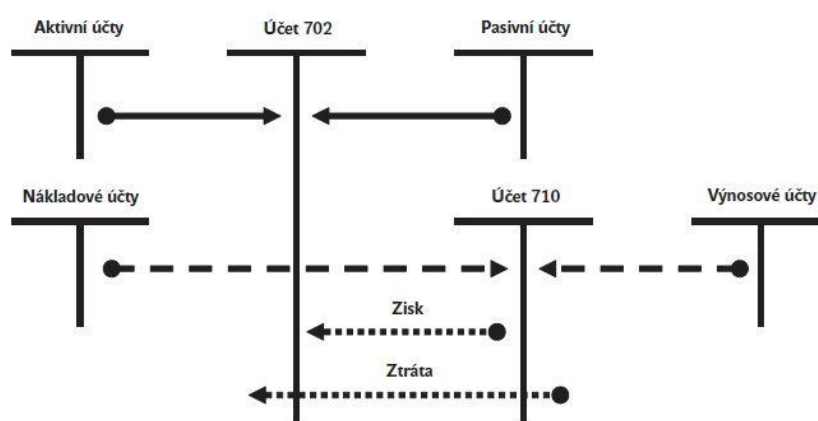 Aktivní účty
Účet 702
Pasivní účty
Nákladové účty
Účet 710
Výnosové účty
Zisk
Ztráta